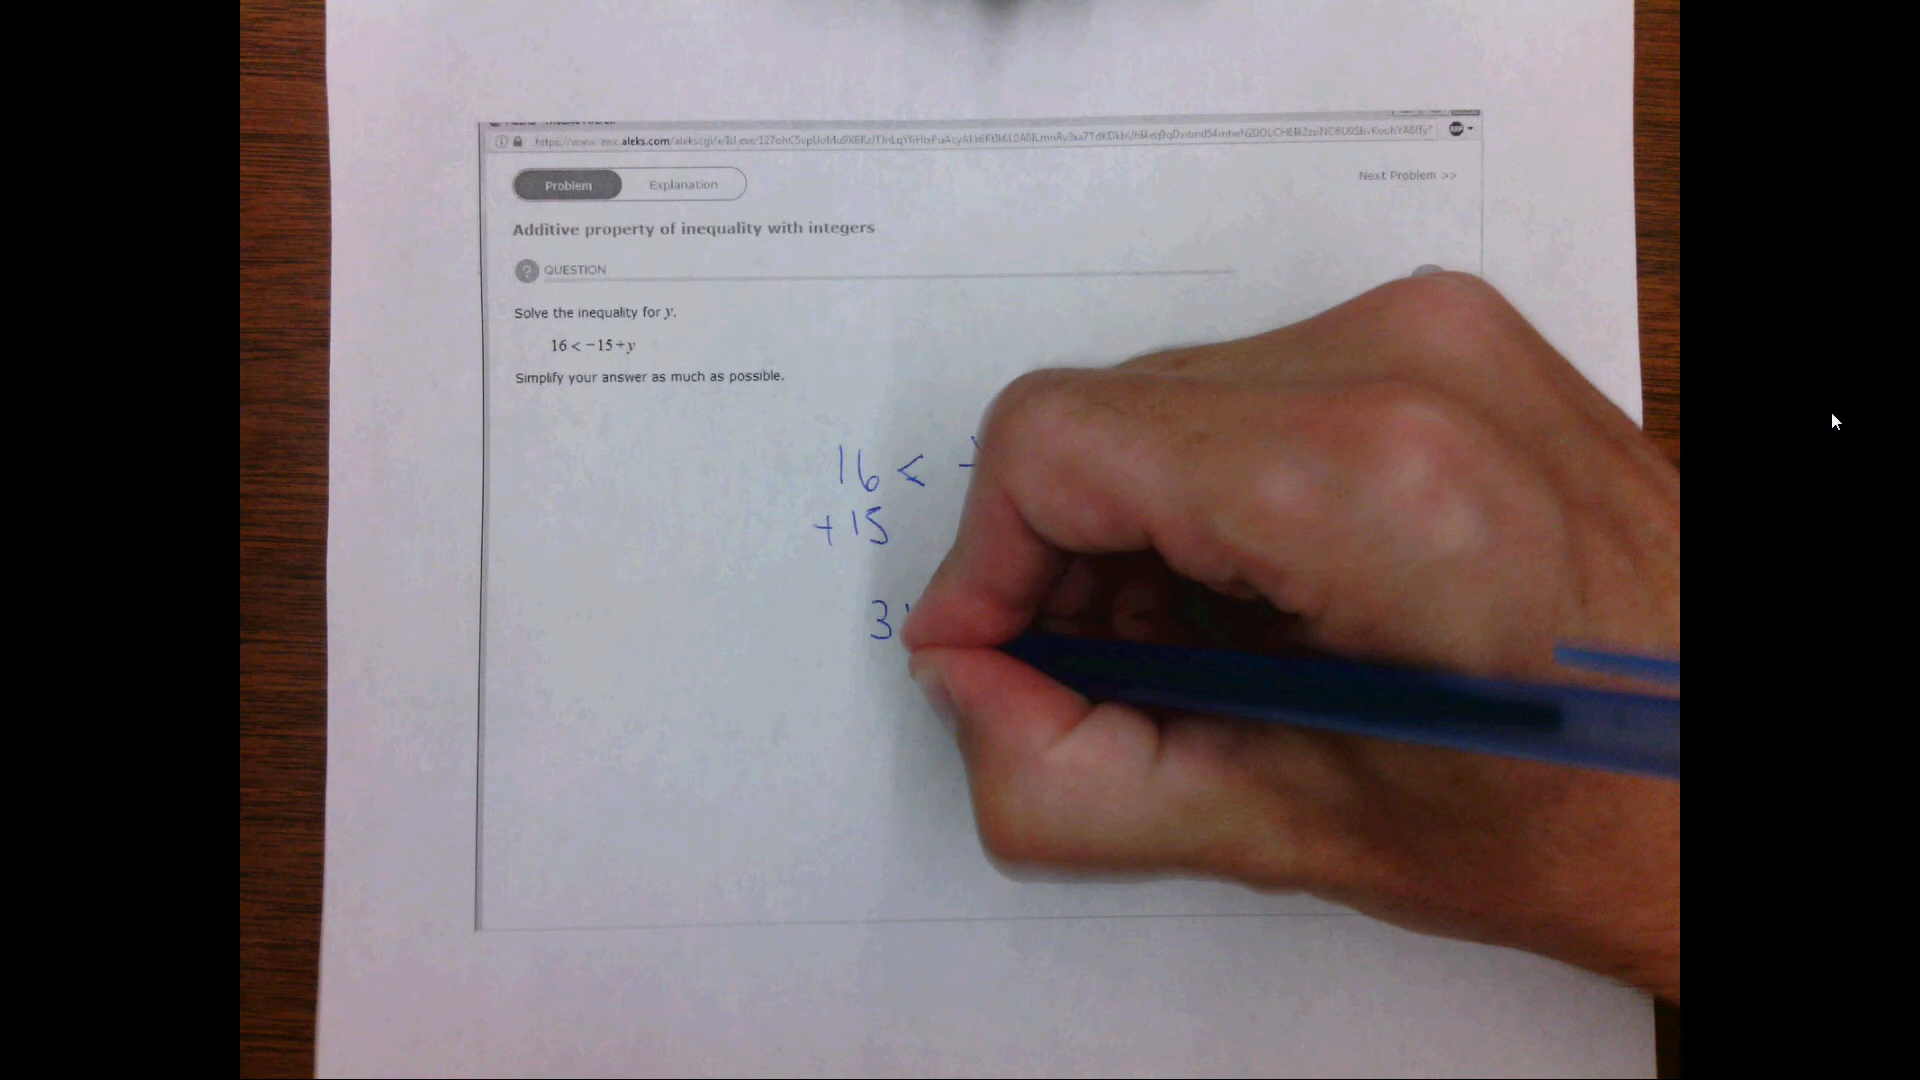 Problem Explanation Next Problem >>
Additive property of inequality with integers
? QUESTION
Solve the inequality for y.
16 < −15+y
Simplify your answer as much as possible.
16 < -
+ 15
3